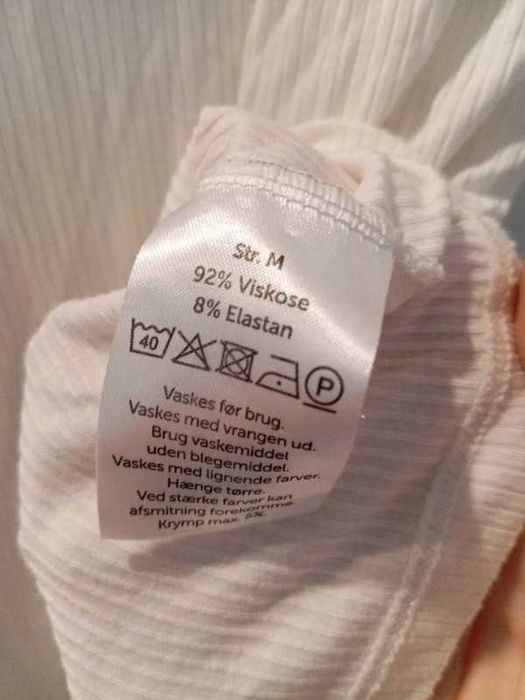 Str. M
92% Viskose
8% Elastan
40 P
Vaskes før brug.
Vaskes med vrangen ud.
Brug vaskemiddel
uden blegemiddel.
Vaskes med lignende farver.
Hænge tørre.
Ved stærke farver kan
afsmitning forekomme.
Krymp max. 5%.